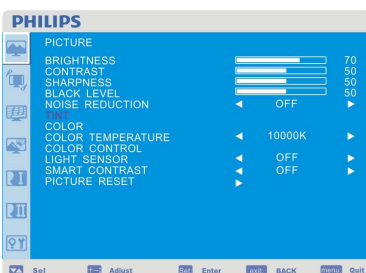 PHILIPS
PICTURE
BRIGHTNESS 70
CONTRAST 50
SHARPNESS 50
BLACK LEVEL 50
NOISE REDUCTION OFF
TINT
COLOR
COLOR TEMPERATURE 10000K
COLOR CONTROL
LIGHT SENSOR OFF
SMART CONTRAST OFF
PICTURE RESET
Sel Adjust Set Enter exit BACK menu Quit